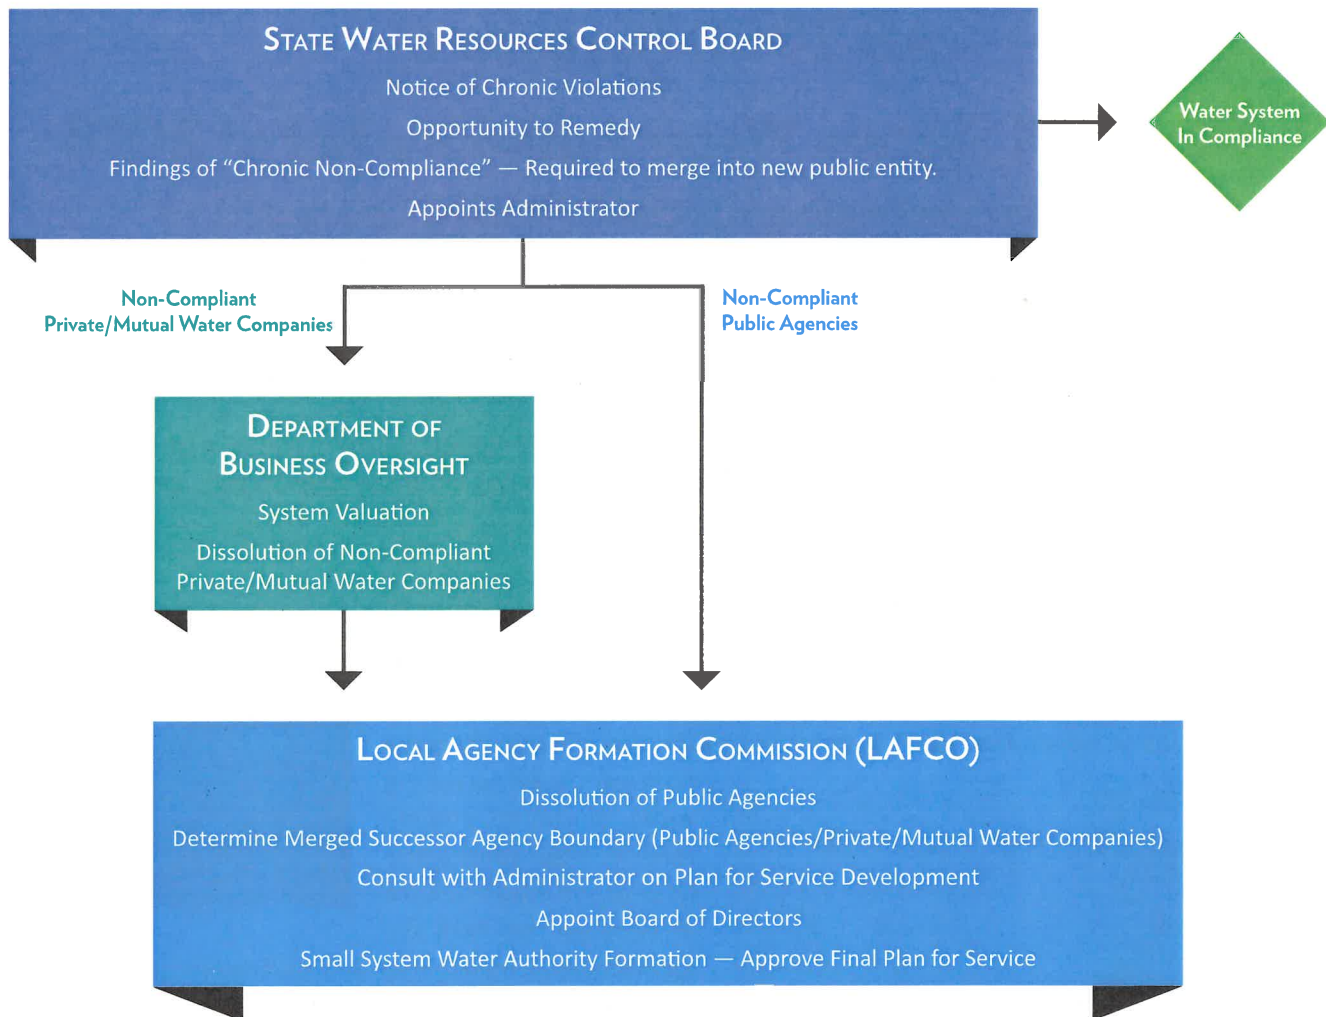 STATE WATER RESOURCES CONTROL BOARD
Notice of Chronic Violations
Opportunity to Remedy
Findings of “Chronic Non-Compliance” — Required to merge into new public entity.
Appoints Administrator
Water System
In Compliance
Non-Compliant
Private/Mutual Water Companies
Non-Compliant
Public Agencies
DEPARTMENT OF
BUSINESS OVERSIGHT
System Valuation
Dissolution of Non-Compliant
Private/Mutual Water Companies
LOCAL AGENCY FORMATION COMMISSION (LAFCO)
Dissolution of Public Agencies
Determine Merged Successor Agency Boundary (Public Agencies/Private/Mutual Water Companies)
Consult with Administrator on Plan for Service Development
Appoint Board of Directors
Small System Water Authority Formation — Approve Final Plan for Service